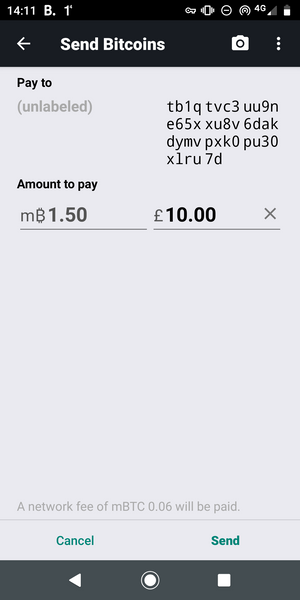 14:11 B. 1' 4G
Send Bitcoins
Pay to
(unlabeled)
tb1q tvc3 uu9n
e65x xu8v 6dak
dymv pxk0 pu30
xlru 7d
Amount to pay
m₿ 1.50 £ 10.00
A network fee of mBTC 0.06 will be paid.
Cancel Send